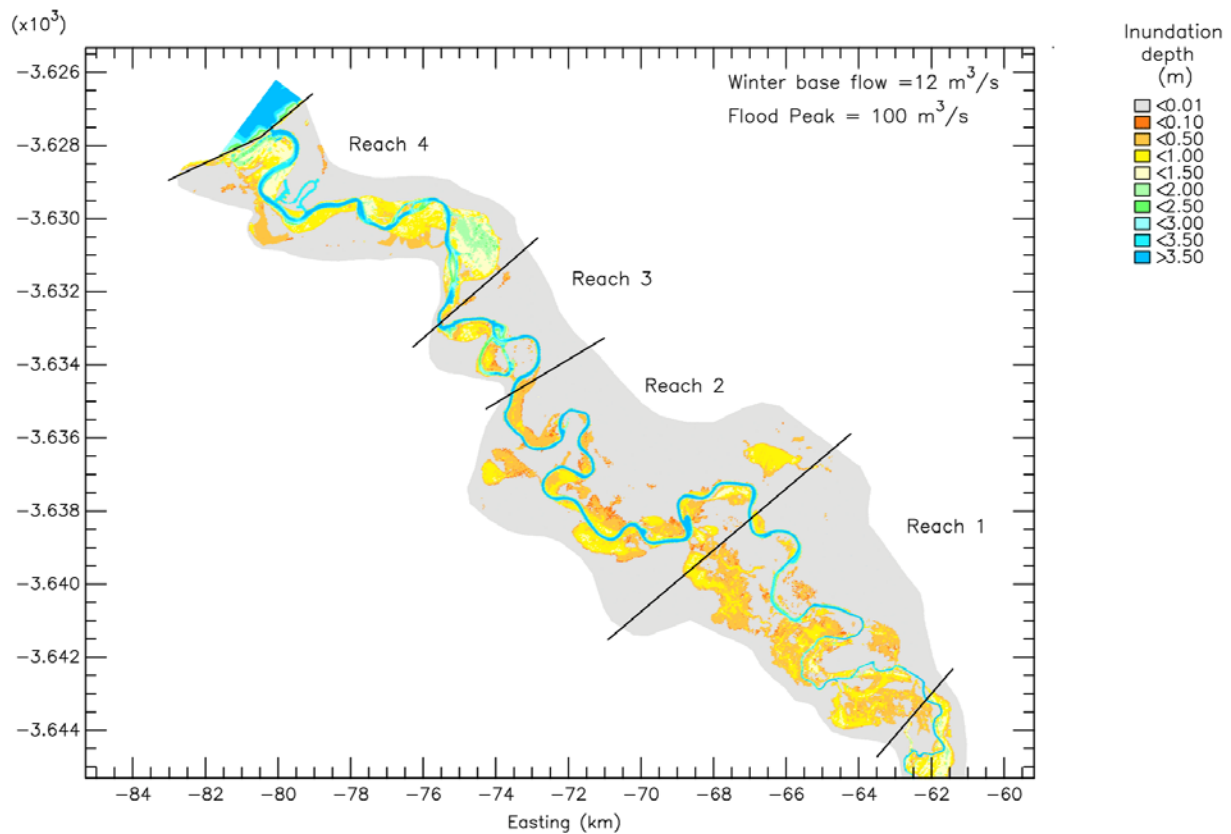 (x10³)
Inundation
depth
(m)
<0.01
<0.10
<0.50
<1.00
<1.50
<2.00
<2.50
<3.00
<3.50
>3.50
Winter base flow =12 m³/s
Flood Peak = 100 m³/s
Reach 4
Reach 3
Reach 2
Reach 1
-3.626
-3.628
-3.630
-3.632
-3.634
-3.636
-3.638
-3.640
-3.642
-3.644
-84 -82 -80 -78 -76 -74 -72 -70 -68 -66 -64 -62 -60
Easting (km)